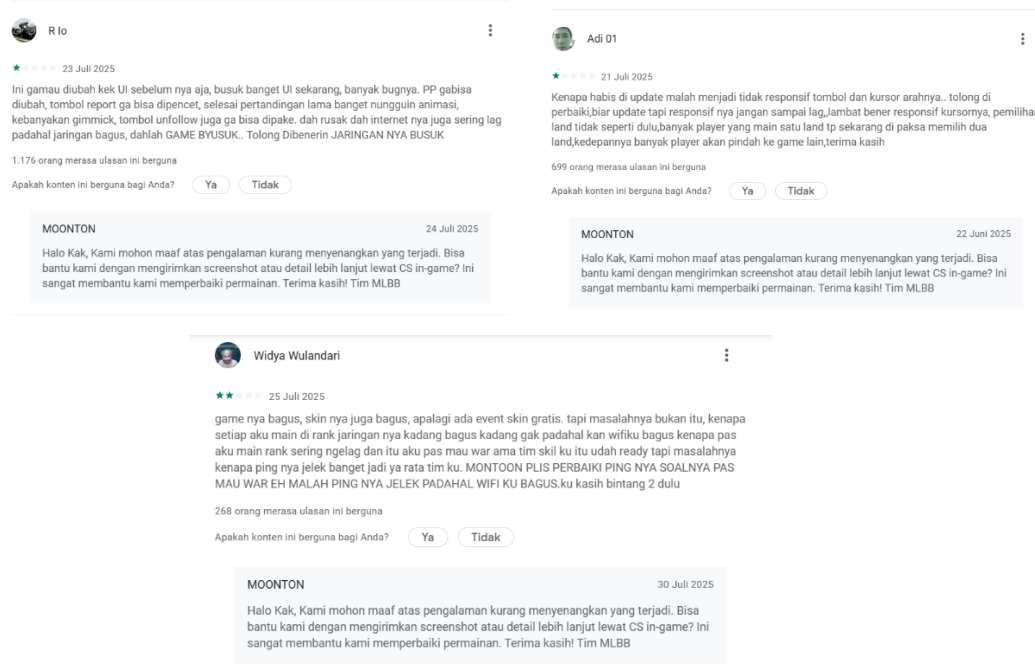 R Io
23 Juli 2025
Ini gamau diubah kek UI sebelum nya aja, busuk banget UI sekarang, banyak bugnya. PP gabisa
diubah, tombol report ga bisa dipencet, selesai pertandingan lama banget nungguin animasi,
kebanyakan gimmick, tombol unfollow juga ga bisa dipake. dah rusak dah internet nya juga sering lag
padahal jaringan bagus, dahlah GAME BYUSUK.. Tolong Dibenerin JARINGAN NYA BUSUK
1.176 orang merasa ulasan ini berguna
Apakah konten ini berguna bagi Anda? Ya Tidak
MOONTON 24 Juli 2025
Halo Kak, Kami mohon maaf atas pengalaman kurang menyenangkan yang terjadi. Bisa
bantu kami dengan mengirimkan screenshot atau detail lebih lanjut lewat CS in-game? Ini
sangat membantu kami memperbaiki permainan. Terima kasih! Tim MLBB
Adi 01
21 Juli 2025
Kenapa habis di update malah menjadi tidak responsif tombol dan kursor arahnya.. tolong di
perbaiki,biar update tapi responsif nya jangan sampai lag,,lambat bener responsif kursornya, pemilihan
land tidak seperti dulu,banyak player yang main satu land tp sekarang di paksa memilih dua
land,kedepannya banyak player akan pindah ke game lain,terima kasih
699 orang merasa ulasan ini berguna
Apakah konten ini berguna bagi Anda? Ya Tidak
MOONTON 22 Juni 2025
Halo Kak, Kami mohon maaf atas pengalaman kurang menyenangkan yang terjadi. Bisa
bantu kami dengan mengirimkan screenshot atau detail lebih lanjut lewat CS in-game? Ini
sangat membantu kami memperbaiki permainan. Terima kasih! Tim MLBB
Widya Wulandari
25 Juli 2025
game nya bagus, skin nya juga bagus, apalagi ada event skin gratis. tapi masalahnya bukan itu, kenapa
setiap aku main di rank jaringan nya kadang bagus kadang gak padahal kan wifiku bagus kenapa pas
aku main rank sering ngelag dan itu aku pas mau war ama tim skil ku itu udah ready tapi masalahnya
kenapa ping nya jelek banget jadi ya rata tim ku. MONTOON PLIS PERBAIKI PING NYA SOALNYA PAS
MAU WAR EH MALAH PING NYA JELEK PADAHAL WIFI KU BAGUS.ku kasih bintang 2 dulu
268 orang merasa ulasan ini berguna
Apakah konten ini berguna bagi Anda? Ya Tidak
MOONTON 30 Juli 2025
Halo Kak, Kami mohon maaf atas pengalaman kurang menyenangkan yang terjadi. Bisa
bantu kami dengan mengirimkan screenshot atau detail lebih lanjut lewat CS in-game? Ini
sangat membantu kami memperbaiki permainan. Terima kasih! Tim MLBB